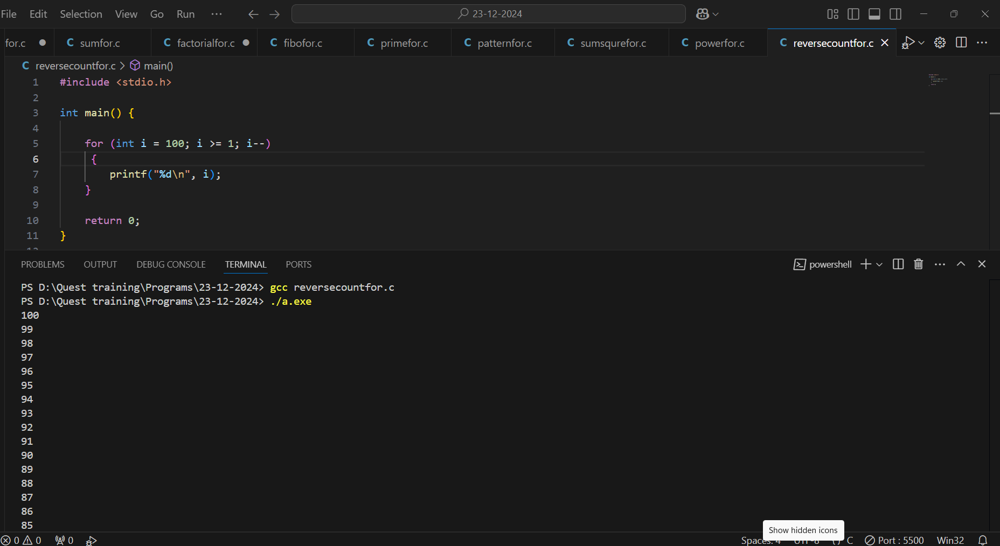 File Edit Selection View Go Run ··· ← → 23-12-2024
for.c ● C sumfor.c C factorialfor.c ● C fibofor.c C primefor.c C patternfor.c C sumsqurefor.c C powerfor.c C reversecountfor.c ×
C reversecountfor.c > main()
1 #include <stdio.h>
2
3 int main() {
4
5     for (int i = 100; i >= 1; i--)
6      {
7         printf("%d\n", i);
8     }
9
10     return 0;
11 }
PROBLEMS OUTPUT DEBUG CONSOLE TERMINAL PORTS powershell
PS D:\Quest training\Programs\23-12-2024> gcc reversecountfor.c
PS D:\Quest training\Programs\23-12-2024> ./a.exe
100
99
98
97
96
95
94
93
92
91
90
89
88
87
86
85
Show hidden icons
0 0 0 Spaces: 4 UTF-8 {} C Port : 5500 Win32